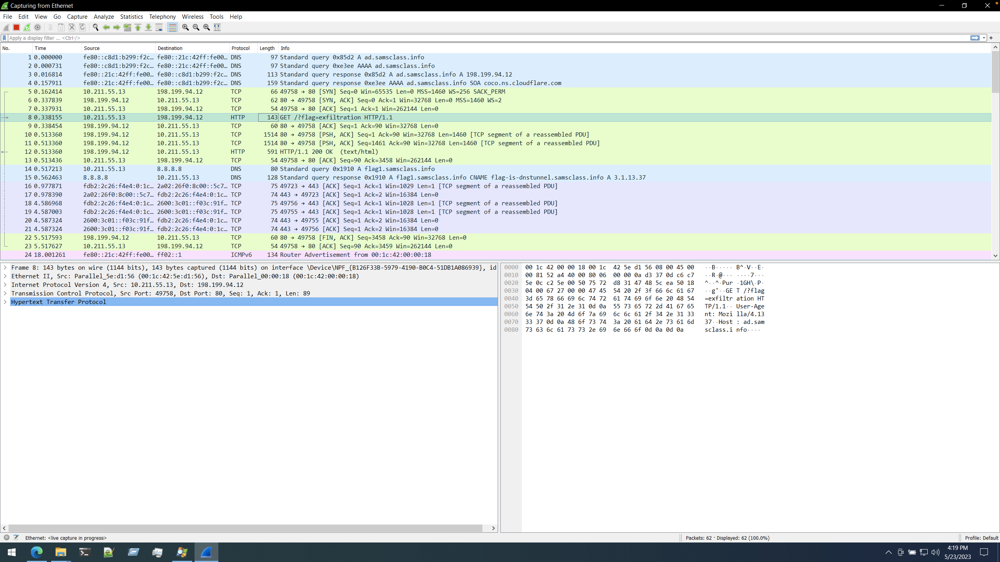 Capturing from Ethernet
File Edit View Go Capture Analyze Statistics Telephony Wireless Tools Help
Apply a display filter ... <Ctrl-/>
No. Time Source Destination Protocol Length Info
1 0.000000 fe80::c8d1:b299:f2c… fe80::21c:42ff:fe00… DNS 97 Standard query 0x85d2 A ad.samsclass.info
2 0.000731 fe80::c8d1:b299:f2c… fe80::21c:42ff:fe00… DNS 97 Standard query 0xe3ee AAAA ad.samsclass.info
3 0.016814 fe80::21c:42ff:fe00… fe80::c8d1:b299:f2c… DNS 113 Standard query response 0x85d2 A ad.samsclass.info A 198.199.94.12
4 0.157911 fe80::21c:42ff:fe00… fe80::c8d1:b299:f2c… DNS 159 Standard query response 0xe3ee AAAA ad.samsclass.info SOA coco.ns.cloudflare.com
5 0.162414 10.211.55.13 198.199.94.12 TCP 66 49758 → 80 [SYN] Seq=0 Win=65535 Len=0 MSS=1460 WS=256 SACK_PERM
6 0.337839 198.199.94.12 10.211.55.13 TCP 62 80 → 49758 [SYN, ACK] Seq=0 Ack=1 Win=32768 Len=0 MSS=1460 WS=2
7 0.337931 10.211.55.13 198.199.94.12 TCP 54 49758 → 80 [ACK] Seq=1 Ack=1 Win=262144 Len=0
8 0.338155 10.211.55.13 198.199.94.12 HTTP 143 GET /?flag=exfiltration HTTP/1.1
9 0.338454 198.199.94.12 10.211.55.13 TCP 60 80 → 49758 [ACK] Seq=1 Ack=90 Win=32768 Len=0
10 0.513360 198.199.94.12 10.211.55.13 TCP 1514 80 → 49758 [PSH, ACK] Seq=1 Ack=90 Win=32768 Len=1460 [TCP segment of a reassembled PDU]
11 0.513360 198.199.94.12 10.211.55.13 TCP 1514 80 → 49758 [PSH, ACK] Seq=1461 Ack=90 Win=32768 Len=1460 [TCP segment of a reassembled PDU]
12 0.513360 198.199.94.12 10.211.55.13 HTTP 591 HTTP/1.1 200 OK (text/html)
13 0.513436 10.211.55.13 198.199.94.12 TCP 54 49758 → 80 [ACK] Seq=90 Ack=3458 Win=262144 Len=0
14 0.517213 10.211.55.13 8.8.8.8 DNS 80 Standard query 0x1910 A flag1.samsclass.info
15 0.562463 8.8.8.8 10.211.55.13 DNS 128 Standard query response 0x1910 A flag1.samsclass.info CNAME flag-is-dnstunnel.samsclass.info A 3.1.13.37
16 0.977871 fdb2:2c26:f4e4:0:1c… 2a02:26f0:8c00::5c7… TCP 75 49723 → 443 [ACK] Seq=1 Ack=1 Win=1029 Len=1 [TCP segment of a reassembled PDU]
17 0.978390 2a02:26f0:8c00::5c7… fdb2:2c26:f4e4:0:1c… TCP 74 443 → 49723 [ACK] Seq=1 Ack=2 Win=16384 Len=0
18 4.586968 fdb2:2c26:f4e4:0:1c… 2600:3c01::f03c:91f… TCP 75 49756 → 443 [ACK] Seq=1 Ack=1 Win=1028 Len=1 [TCP segment of a reassembled PDU]
19 4.587003 fdb2:2c26:f4e4:0:1c… 2600:3c01::f03c:91f… TCP 75 49755 → 443 [ACK] Seq=1 Ack=1 Win=1028 Len=1 [TCP segment of a reassembled PDU]
20 4.587324 2600:3c01::f03c:91f… fdb2:2c26:f4e4:0:1c… TCP 74 443 → 49755 [ACK] Seq=1 Ack=2 Win=16384 Len=0
21 4.587324 2600:3c01::f03c:91f… fdb2:2c26:f4e4:0:1c… TCP 74 443 → 49756 [ACK] Seq=1 Ack=2 Win=16384 Len=0
22 5.517593 198.199.94.12 10.211.55.13 TCP 60 80 → 49758 [FIN, ACK] Seq=3458 Ack=90 Win=32768 Len=0
23 5.517627 10.211.55.13 198.199.94.12 TCP 54 49758 → 80 [ACK] Seq=90 Ack=3459 Win=262144 Len=0
24 18.001261 fe80::21c:42ff:fe00… ff02::1 ICMPv6 134 Router Advertisement from 00:1c:42:00:00:18
Frame 8: 143 bytes on wire (1144 bits), 143 bytes captured (1144 bits) on interface \Device\NPF_{B126F33B-5979-4190-B0C4-51DB1A086939}, id
Ethernet II, Src: Parallel_5e:d1:56 (00:1c:42:5e:d1:56), Dst: Parallel_00:00:18 (00:1c:42:00:00:18)
Internet Protocol Version 4, Src: 10.211.55.13, Dst: 198.199.94.12
Transmission Control Protocol, Src Port: 49758, Dst Port: 80, Seq: 1, Ack: 1, Len: 89
Hypertext Transfer Protocol
0000 00 1c 42 00 00 18 00 1c 42 5e d1 56 08 00 45 00 ··B····· B^·V··E·
0010 00 81 52 a4 40 00 80 06 00 00 0a d3 37 0d c6 c7 ··R·@··· ····7···
0020 5e 0c c2 5e 00 50 75 72 d8 31 47 48 5c ea 50 18 ^··^·Pur ·1GH\·P·
0030 04 00 67 27 00 00 47 45 54 20 2f 3f 66 6c 61 67 ··g'··GE T /?flag
0040 3d 65 78 66 69 6c 74 72 61 74 69 6f 6e 20 48 54 =exfiltr ation HT
0050 54 50 2f 31 2e 31 0d 0a 55 73 65 72 2d 41 67 65 TP/1.1·· User-Age
0060 6e 74 3a 20 4d 6f 7a 69 6c 6c 61 2f 34 2e 31 33 nt: Mozi lla/4.13
0070 33 37 0d 0a 48 6f 73 74 3a 20 61 64 2e 73 61 6d 37··Host : ad.sam
0080 73 63 6c 61 73 73 2e 69 6e 66 6f 0d 0a 0d 0a sclass.i nfo····
Ethernet: <live capture in progress>
Packets: 62 · Displayed: 62 (100.0%)
Profile: Default
4:19 PM
5/23/2023